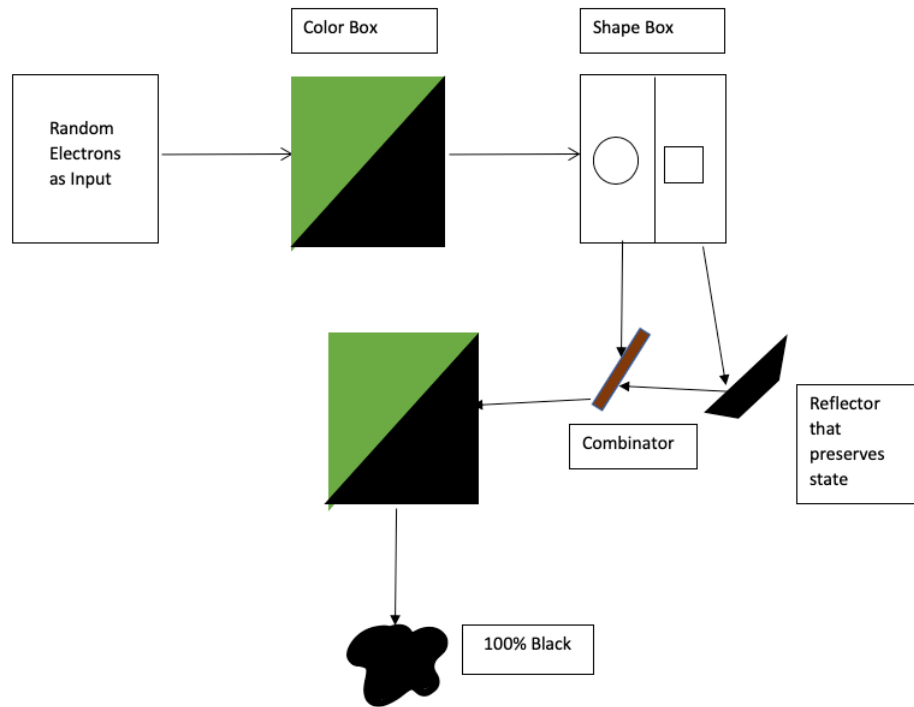 Color Box
Shape Box
Random
Electrons
as Input
Combinator
Reflector
that
preserves
state
100% Black